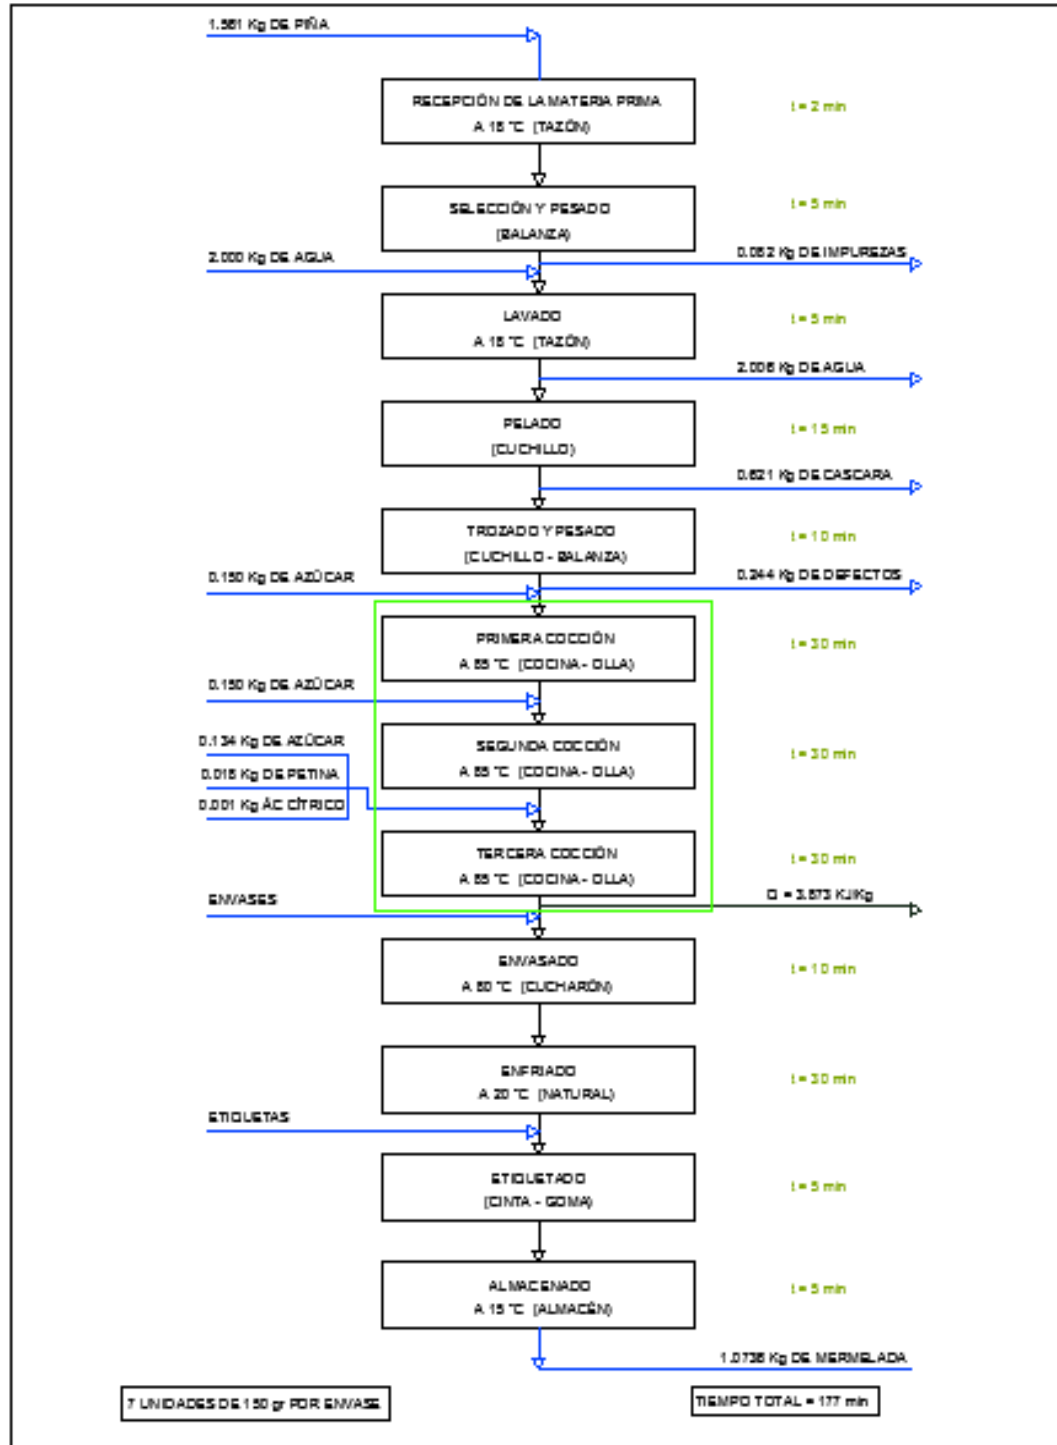 1.561 Kg DE PIÑA
RECEPCIÓN DE LA MATERIA PRIMA
A 18 °C (TAZÓN)
t = 2 min
SELECCIÓN Y PESADO
(BALANZA)
t = 5 min
2.000 Kg DE AGUA
0.062 Kg DE IMPUREZAS
LAVADO
A 18 °C (TAZÓN)
t = 5 min
2.006 Kg DE AGUA
PELADO
(CUCHILLO)
t = 15 min
0.621 Kg DE CASCARA
TROZADO Y PESADO
(CUCHILLO - BALANZA)
t = 10 min
0.150 Kg DE AZÚCAR
0.244 Kg DE DEFECTOS
PRIMERA COCCIÓN
A 85 °C (COCINA - OLLA)
t = 30 min
0.150 Kg DE AZÚCAR
SEGUNDA COCCIÓN
A 85 °C (COCINA - OLLA)
t = 30 min
0.134 Kg DE AZÚCAR
0.018 Kg DE PETINA
0.001 Kg ÁC CÍTRICO
TERCERA COCCIÓN
A 85 °C (COCINA - OLLA)
t = 30 min
Q = 3.873 KJ/Kg
ENVASES
ENVASADO
A 80 °C (CUCHARÓN)
t = 10 min
ENFRIADO
A 20 °C (NATURAL)
t = 30 min
ETIQUETAS
ETIQUETADO
(CINTA - GOMA)
t = 5 min
ALMACENADO
A 15 °C (ALMACÉN)
t = 5 min
1.0736 Kg DE MERMELADA
7 UNIDADES DE 150 gr POR ENVASE
TIEMPO TOTAL = 177 min